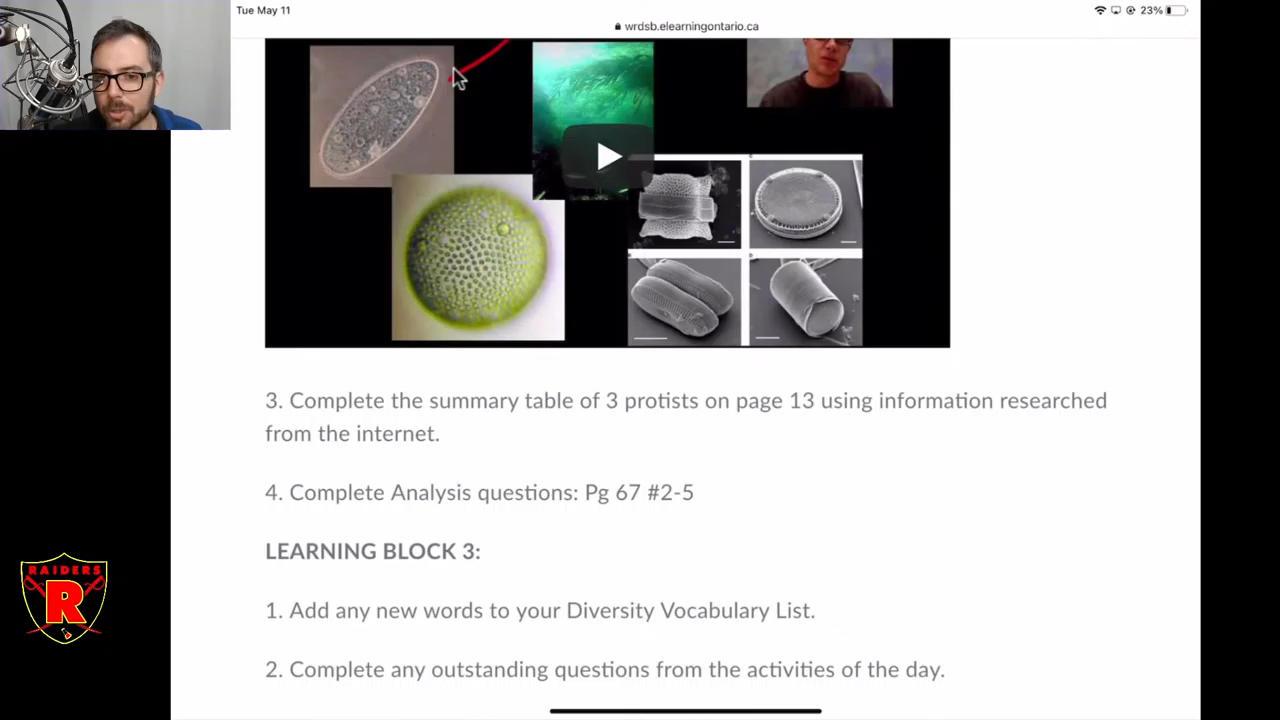 Tue May 11
23%
wrdsb.elearningontario.ca
3. Complete the summary table of 3 protists on page 13 using information researched
from the internet.
4. Complete Analysis questions: Pg 67 #2-5
LEARNING BLOCK 3:
1. Add any new words to your Diversity Vocabulary List.
2. Complete any outstanding questions from the activities of the day.
RAIDERS
R